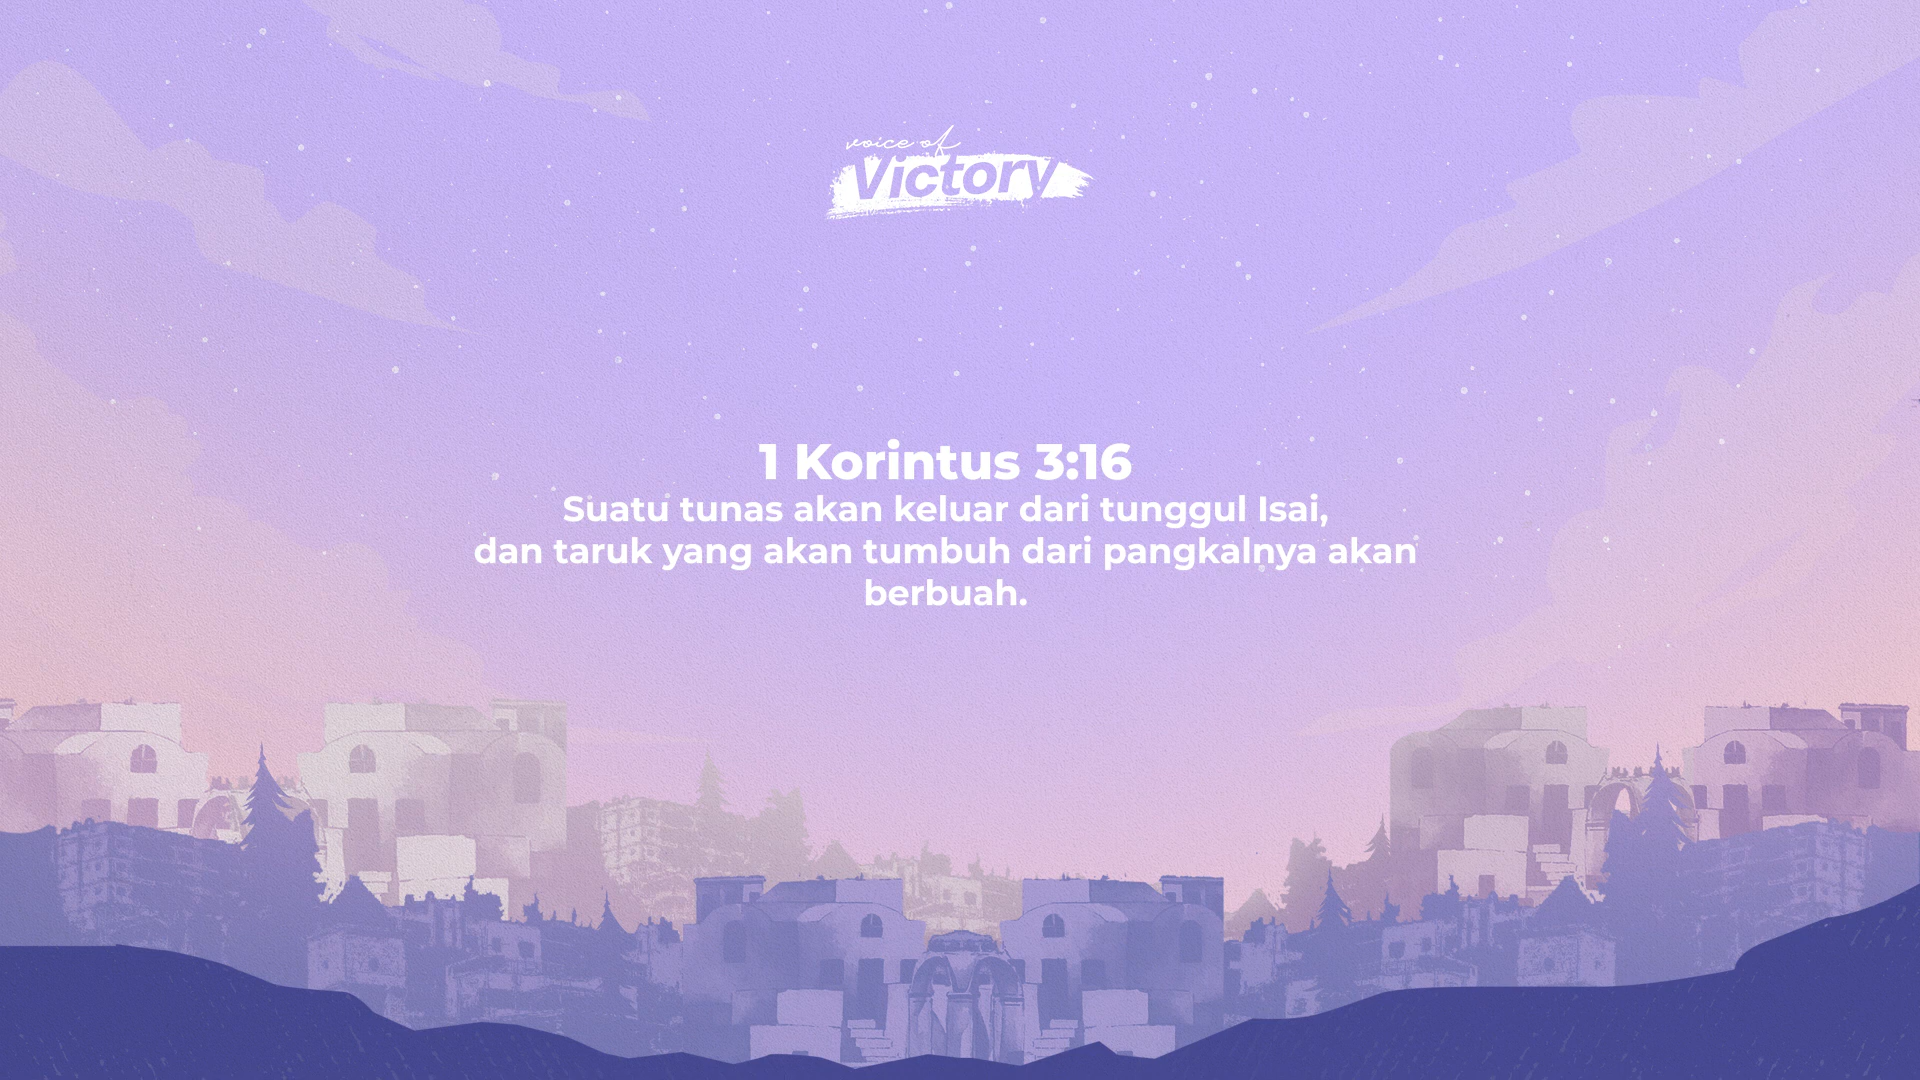 voice of
Victory
1 Korintus 3:16
Suatu tunas akan keluar dari tunggul Isai,
dan taruk yang akan tumbuh dari pangkalnya akan
berbuah.